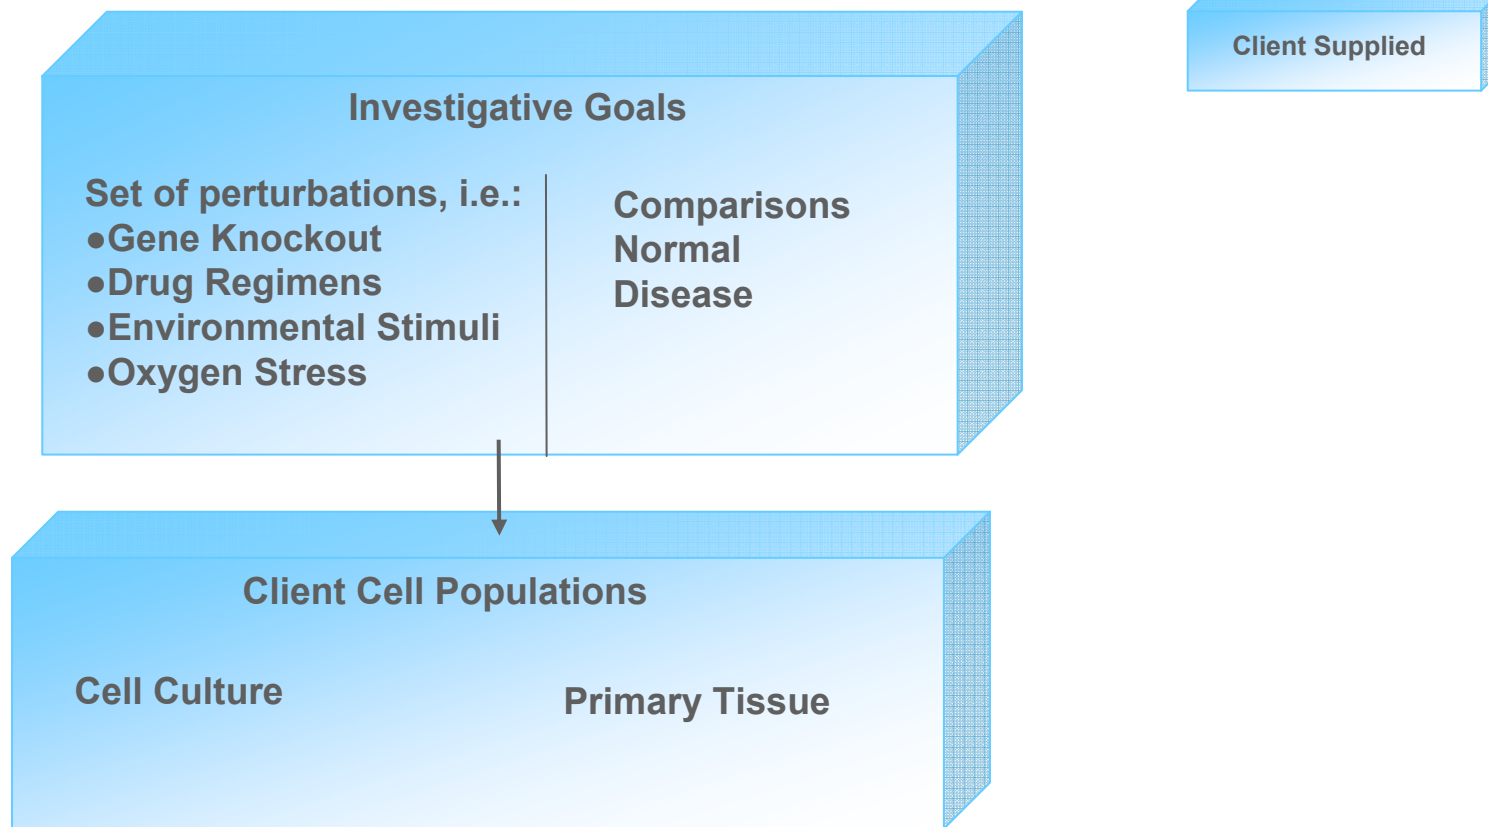 Client Supplied
Investigative Goals
Set of perturbations, i.e.:
●Gene Knockout
●Drug Regimens
●Environmental Stimuli
●Oxygen Stress
Comparisons
Normal
Disease
Client Cell Populations
Cell Culture
Primary Tissue